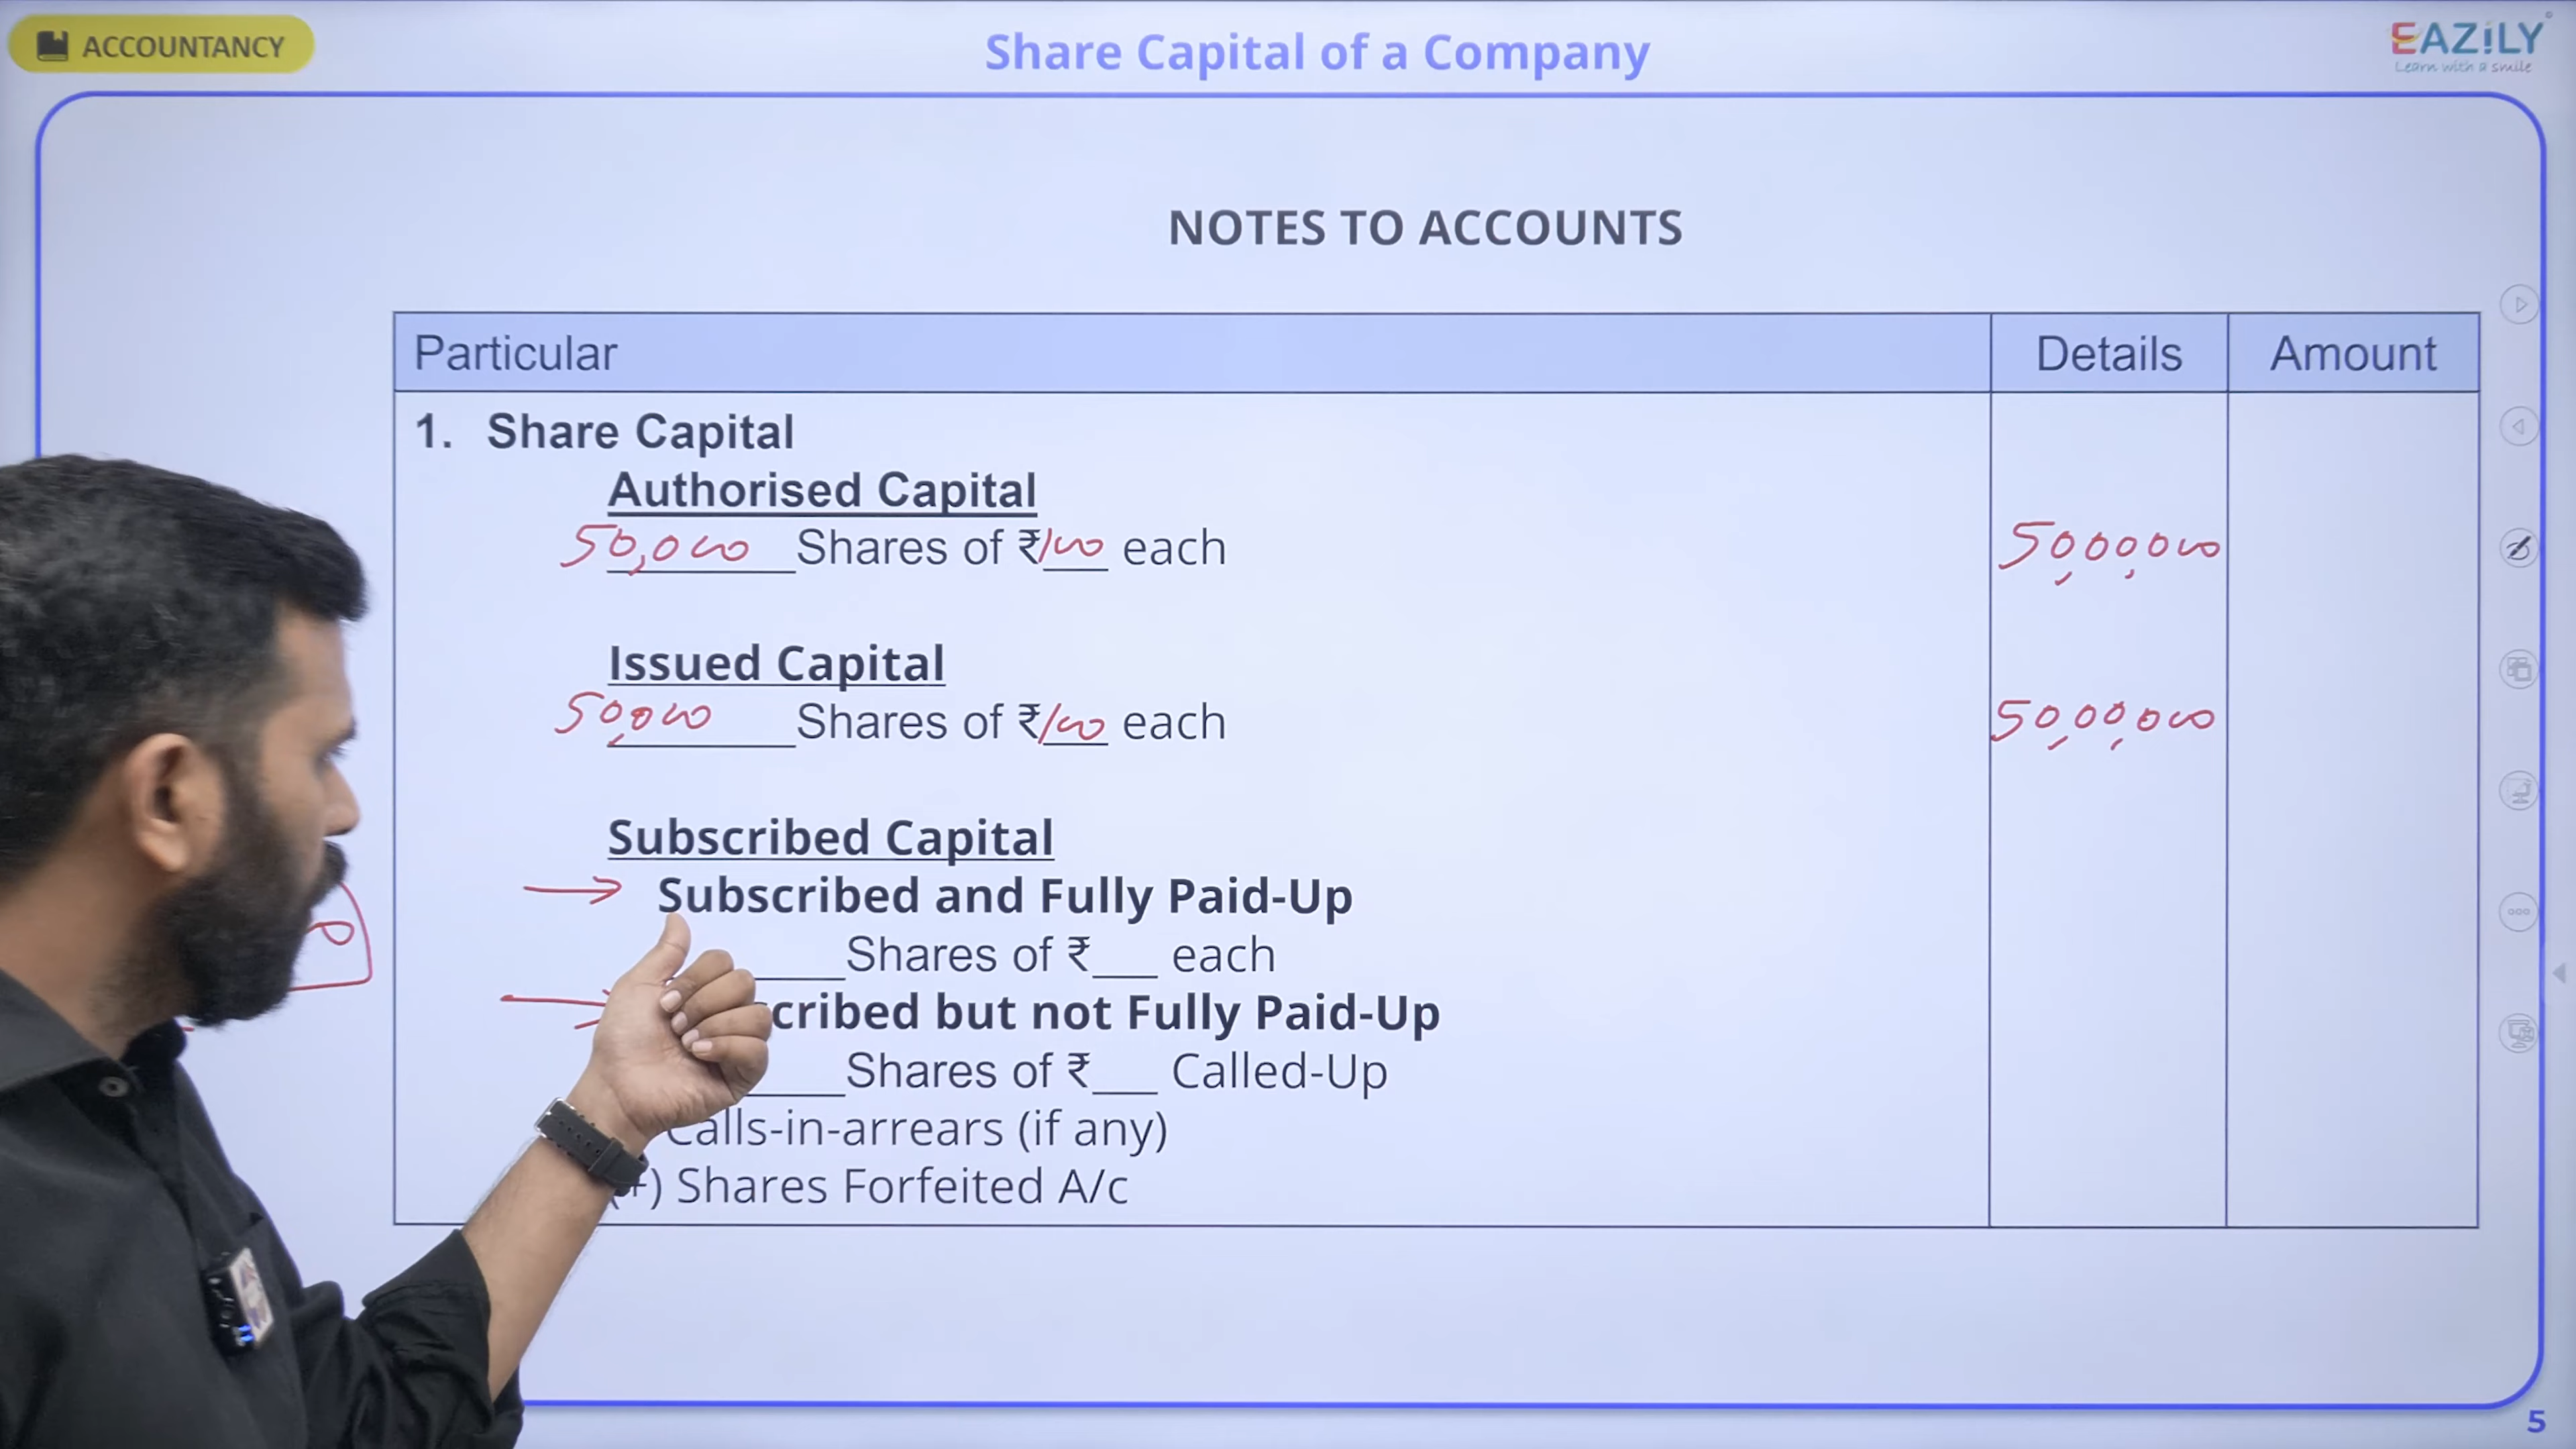 ACCOUNTANCY
Share Capital of a Company
EAZiLY
Learn with a smile
NOTES TO ACCOUNTS
Particular Details Amount
1. Share Capital
Authorised Capital
50,000 Shares of ₹100 each 50,00,000
Issued Capital
50,000 Shares of ₹100 each 50,00,000
Subscribed Capital
Subscribed and Fully Paid-Up
Shares of ₹___ each
cribed but not Fully Paid-Up
Shares of ₹___ Called-Up
Calls-in-arrears (if any)
(+) Shares Forfeited A/c
5